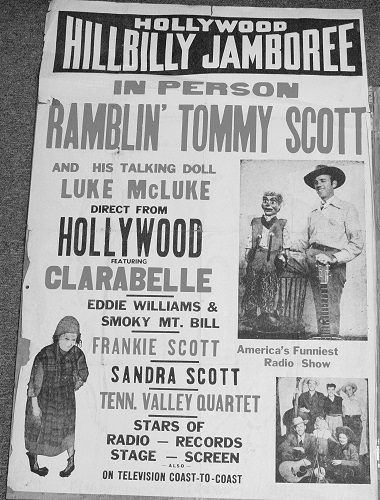 HOLLYWOOD
HILLBILLY JAMBOREE
IN PERSON
RAMBLIN' TOMMY SCOTT
AND HIS TALKING DOLL
LUKE McLUKE
DIRECT FROM
HOLLYWOOD
FEATURING
CLARABELLE
EDDIE WILLIAMS &
SMOKY MT. BILL
FRANKIE SCOTT
SANDRA SCOTT
TENN. VALLEY QUARTET
STARS OF
RADIO — RECORDS
STAGE — SCREEN
— ALSO —
ON TELEVISION COAST-TO-COAST
America's Funniest
Radio Show